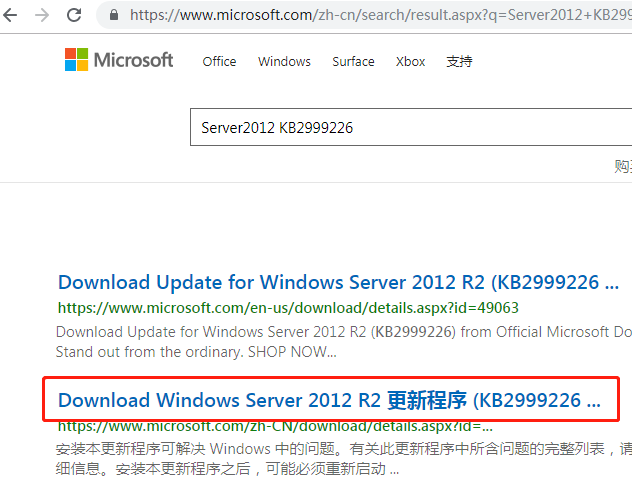 https://www.microsoft.com/zh-cn/search/result.aspx?q=Server2012+KB2999
Microsoft Office Windows Surface Xbox 支持
Server2012 KB2999226
购
Download Update for Windows Server 2012 R2 (KB2999226 ...
https://www.microsoft.com/en-us/download/details.aspx?id=49063
Download Update for Windows Server 2012 R2 (KB2999226) from Official Microsoft Do
Stand out from the ordinary. SHOP NOW...
Download Windows Server 2012 R2 更新程序 (KB2999226 ...
https://www.microsoft.com/zh-CN/download/details.aspx?id=...
安装本更新程序可解决 Windows 中的问题。有关此更新程序中所含问题的完整列表，请
细信息。安装本更新程序之后，可能必须重新启动 ...